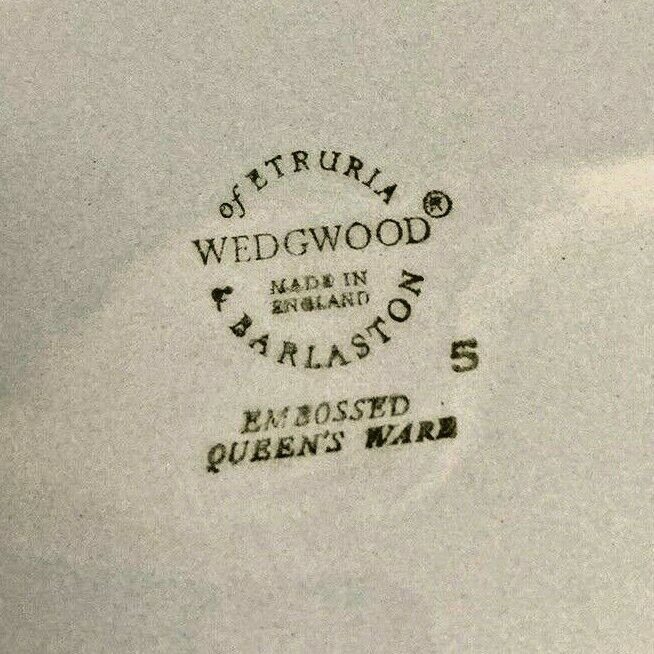 of ETRURIA
WEDGWOOD®
MADE IN
ENGLAND
& BARLASTON
5
EMBOSSED
QUEEN'S WARE